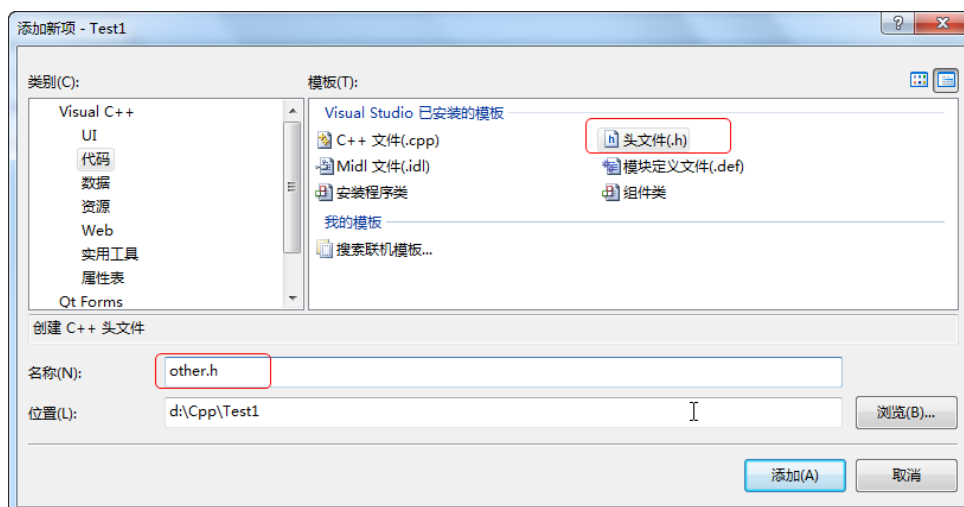 添加新项 - Test1
类别(C):
模板(T):
Visual C++
UI
代码
数据
资源
Web
实用工具
属性表
Qt Forms
Visual Studio 已安装的模板
C++ 文件(.cpp)
头文件(.h)
Midl 文件(.idl)
模块定义文件(.def)
安装程序类
组件类
我的模板
搜索联机模板...
创建 C++ 头文件
名称(N):
other.h
位置(L):
d:\Cpp\Test1
浏览(B)...
添加(A)
取消